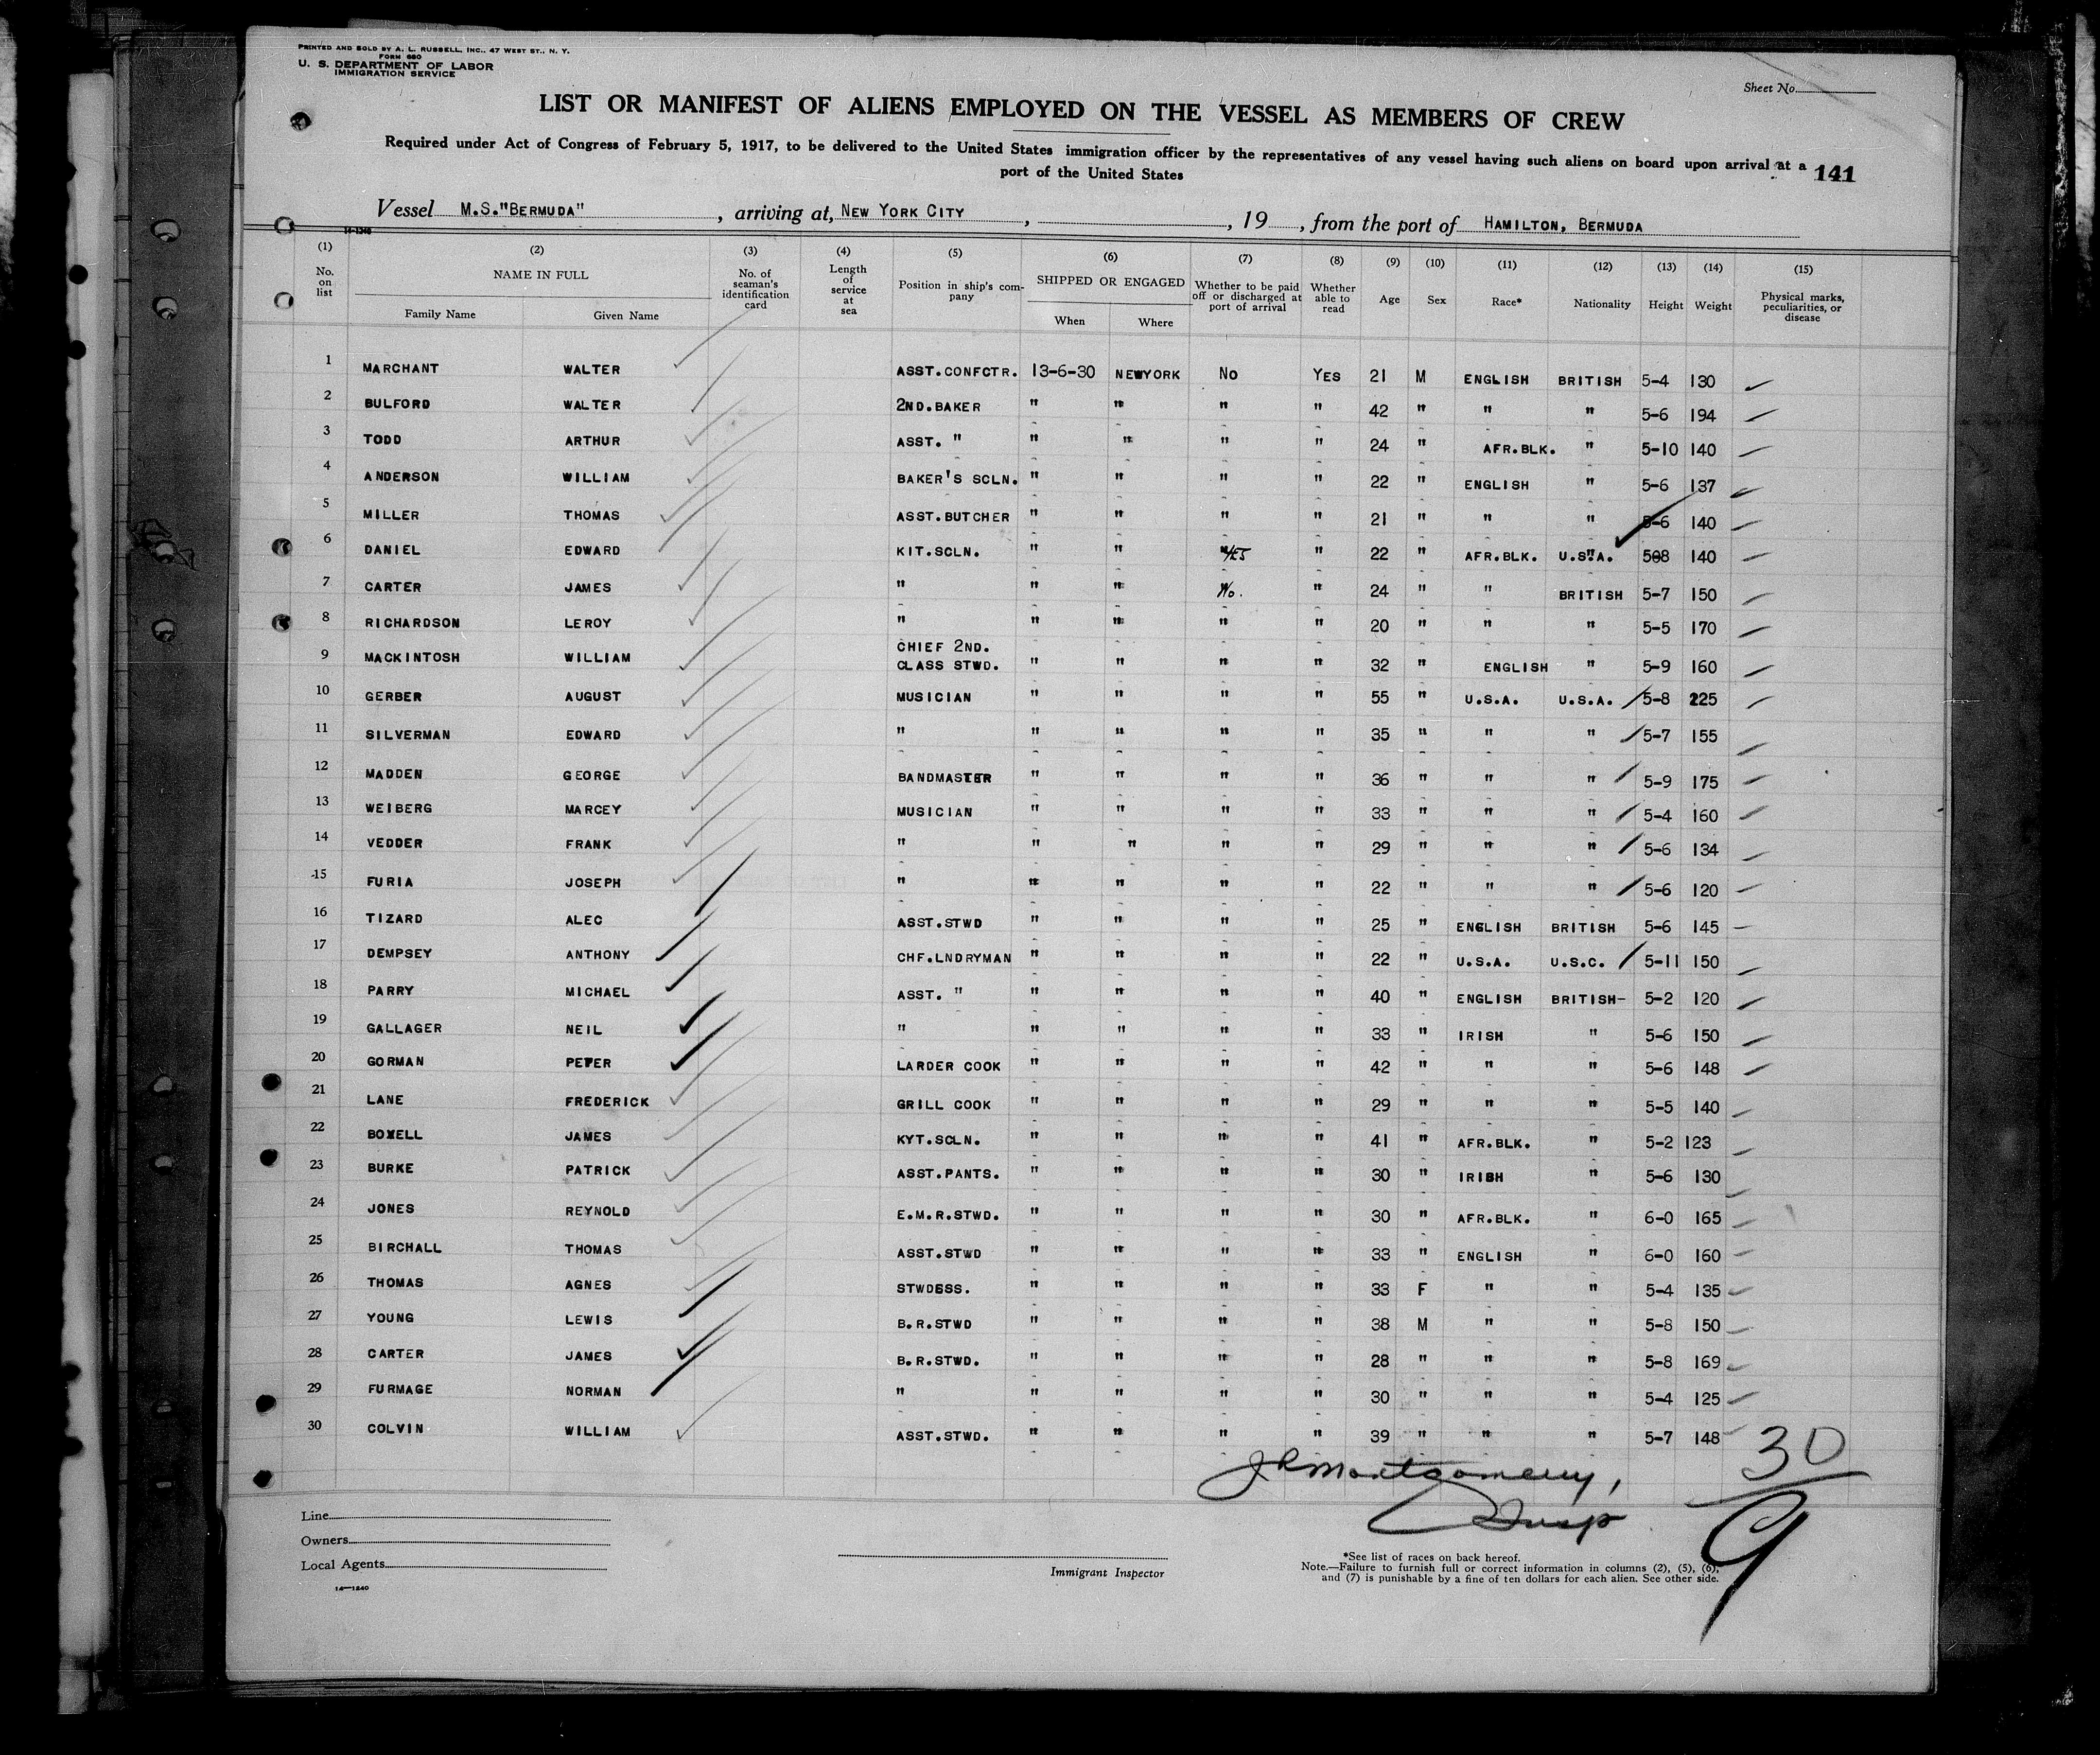 PRINTED AND SOLD BY A. L. RUSSELL, INC., 47 WEST ST., N. Y.
FORM 680
U. S. DEPARTMENT OF LABOR
IMMIGRATION SERVICE
Sheet No.
LIST OR MANIFEST OF ALIENS EMPLOYED ON THE VESSEL AS MEMBERS OF CREW
Required under Act of Congress of February 5, 1917, to be delivered to the United States immigration officer by the representatives of any vessel having such aliens on board upon arrival at a
port of the United States
141
Vessel M.S."BERMUDA", arriving at, NEW YORK CITY, , 19 , from the port of HAMILTON, BERMUDA
14-1240
(1) (2) (3) (4) (5) (6) (7) (8) (9) (10) (11) (12) (13) (14) (15)
No. on list NAME IN FULL Family Name Given Name No. of seaman's identification card Length of service at sea Position in ship's company SHIPPED OR ENGAGED When Where Whether to be paid off or discharged at port of arrival Whether able to read Age Sex Race* Nationality Height Weight Physical marks, peculiarities, or disease
1 MARCHANT WALTER ASST.CONFCTR. 13-6-30 NEWYORK NO YES 21 M ENGLISH BRITISH 5-4 130
2 BULFORD WALTER 2ND.BAKER " " " " 42 " " " 5-6 194
3 TODD ARTHUR ASST. " " " " " 24 " AFR.BLK. " 5-10 140
4 ANDERSON WILLIAM BAKER'S SCLN. " " " " 22 " ENGLISH " 5-6 137
5 MILLER THOMAS ASST.BUTCHER " " " " 21 " " " 5-6 140
6 DANIEL EDWARD KIT.SCLN. " " YES " 22 " AFR.BLK. U.S.A. 5-8 140
7 CARTER JAMES " " " No. " 24 " " BRITISH 5-7 150
8 RICHARDSON LEROY " " " " " 20 " " " 5-5 170
9 MACKINTOSH WILLIAM CHIEF 2ND. CLASS STWD. " " " " 32 " ENGLISH " 5-9 160
10 GERBER AUGUST MUSICIAN " " " " 55 " U.S.A. U.S.A. 5-8 225
11 SILVERMAN EDWARD " " " " " 35 " " " 5-7 155
12 MADDEN GEORGE BANDMASTER " " " " 36 " " " 5-9 175
13 WEIBERG MARCEY MUSICIAN " " " " 33 " " " 5-4 160
14 VEDDER FRANK " " " " " 29 " " " 5-6 134
15 FURIA JOSEPH " " " " " 22 " " " 5-6 120
16 TIZARD ALEC ASST.STWD " " " " 25 " ENGLISH BRITISH 5-6 145
17 DEMPSEY ANTHONY CHF.LNDRYMAN " " " " 22 " U.S.A. U.S.C. 5-11 150
18 PARRY MICHAEL ASST. " " " " " 40 " ENGLISH BRITISH- 5-2 120
19 GALLAGER NEIL " " " " " 33 " IRISH " 5-6 150
20 GORMAN PETER LARDER COOK " " " " 42 " " " 5-6 148
21 LANE FREDERICK GRILL COOK " " " " 29 " " " 5-5 140
22 BOXELL JAMES KYT.SCLN. " " " " 41 " AFR.BLK. " 5-2 123
23 BURKE PATRICK ASST.PANTS. " " " " 30 " IRISH " 5-6 130
24 JONES REYNOLD E.M.R.STWD. " " " " 30 " AFR.BLK. " 6-0 165
25 BIRCHALL THOMAS ASST.STWD " " " " 33 " ENGLISH " 6-0 160
26 THOMAS AGNES STWDESS. " " " " 33 F " " 5-4 135
27 YOUNG LEWIS B.R.STWD " " " " 38 M " " 5-8 150
28 CARTER JAMES B.R.STWD. " " " " 28 " " " 5-8 169
29 FURMAGE NORMAN " " " " " 30 " " " 5-4 125
30 COLVIN WILLIAM ASST.STWD. " " " " 39 " " " 5-7 148
30
9
JRMontgomery,
Insp
Line
Owners
Local Agents
14-1240
Immigrant Inspector
*See list of races on back hereof.
Note.—Failure to furnish full or correct information in columns (2), (5), (6),
and (7) is punishable by a fine of ten dollars for each alien. See other side.